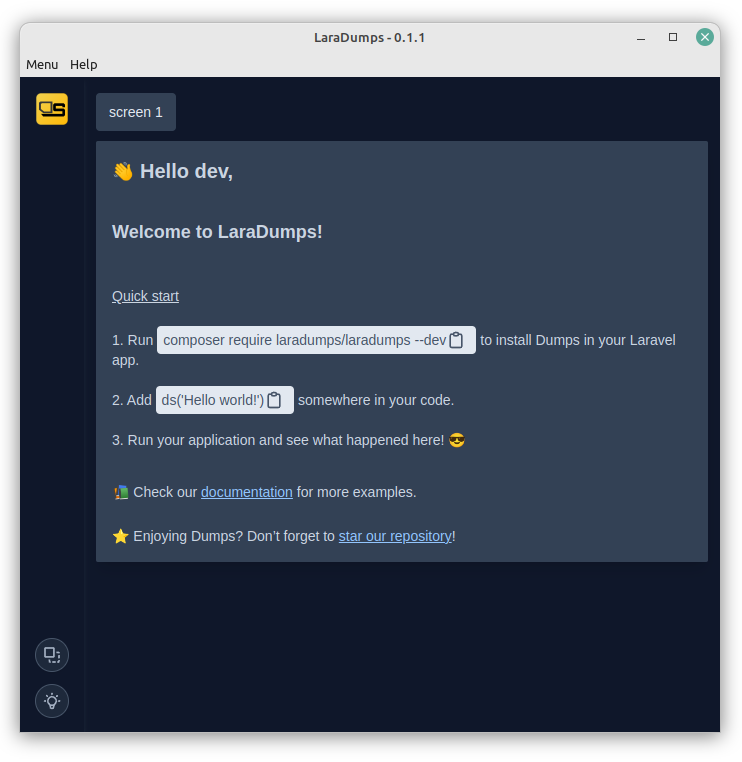 LaraDumps - 0.1.1
Menu Help
screen 1
👋 Hello dev,
Welcome to LaraDumps!
Quick start
1. Run composer require laradumps/laradumps --dev to install Dumps in your Laravel
app.
2. Add ds('Hello world!') somewhere in your code.
3. Run your application and see what happened here! 😎
📚 Check our documentation for more examples.
⭐ Enjoying Dumps? Don’t forget to star our repository!